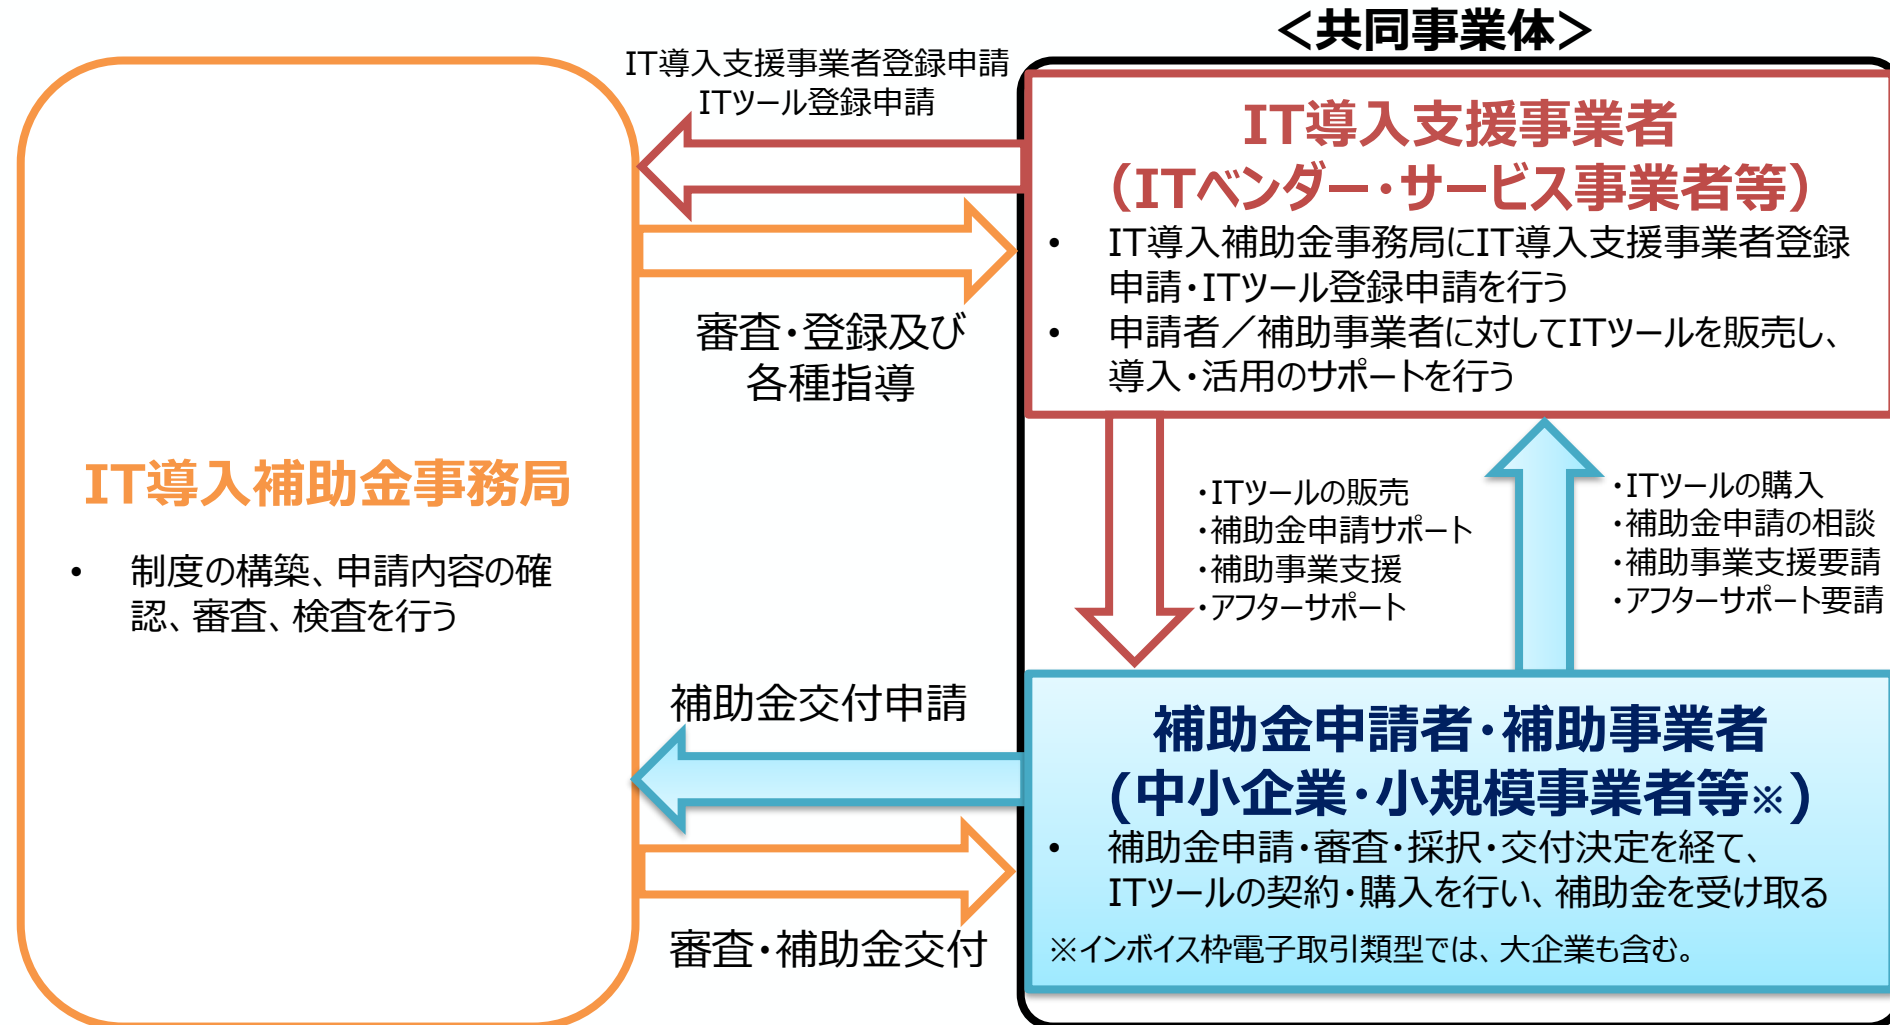 ＜共同事業体＞
IT導入支援事業者登録申請
ITツール登録申請
審査・登録及び
各種指導
IT導入補助金事務局
• 制度の構築、申請内容の確
認、審査、検査を行う
補助金交付申請
審査・補助金交付
IT導入支援事業者
（ITベンダー・サービス事業者等）
• IT導入補助金事務局にIT導入支援事業者登録
申請・ITツール登録申請を行う
• 申請者／補助事業者に対してITツールを販売し、
導入・活用のサポートを行う
・ITツールの販売
・補助金申請サポート
・補助事業支援
・アフターサポート
・ITツールの購入
・補助金申請の相談
・補助事業支援要請
・アフターサポート要請
補助金申請者・補助事業者
(中小企業・小規模事業者等※)
• 補助金申請・審査・採択・交付決定を経て、
ITツールの契約・購入を行い、補助金を受け取る
※インボイス枠電子取引類型では、大企業も含む。